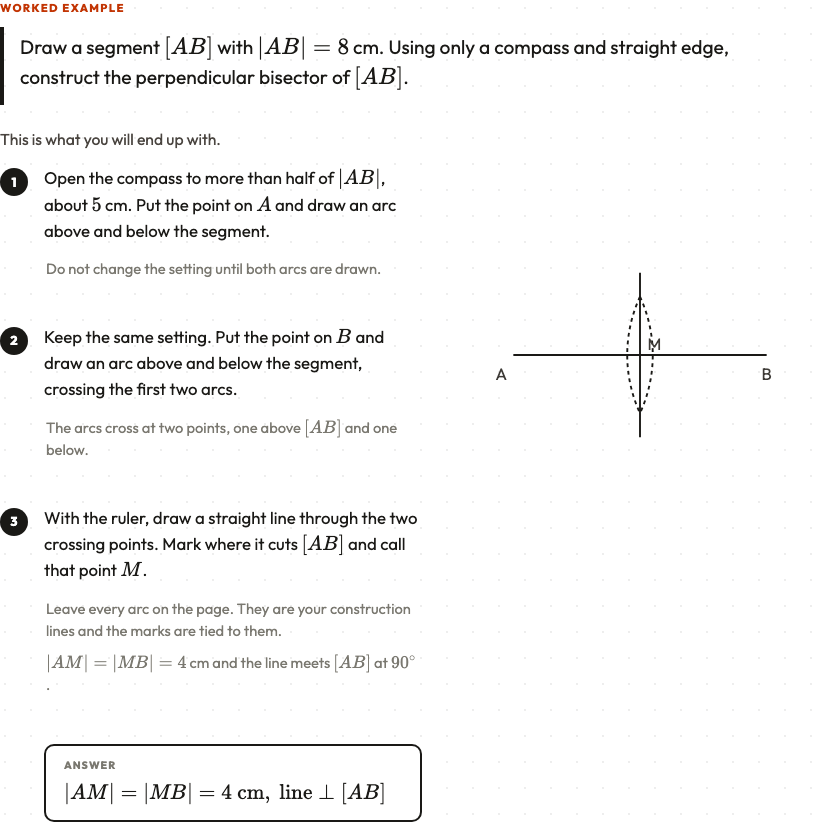 WORKED EXAMPLE
Draw a segment [AB] with |AB| = 8 cm. Using only a compass and straight edge,
construct the perpendicular bisector of [AB].
This is what you will end up with.
1
Open the compass to more than half of |AB|,
about 5 cm. Put the point on A and draw an arc
above and below the segment.
Do not change the setting until both arcs are drawn.
2
Keep the same setting. Put the point on B and
draw an arc above and below the segment,
crossing the first two arcs.
The arcs cross at two points, one above [AB] and one
below.
3
With the ruler, draw a straight line through the two
crossing points. Mark where it cuts [AB] and call
that point M.
Leave every arc on the page. They are your construction
lines and the marks are tied to them.
|AM| = |MB| = 4 cm and the line meets [AB] at 90°
.
ANSWER
|AM| = |MB| = 4 cm, line ⊥ [AB]
M
A
B